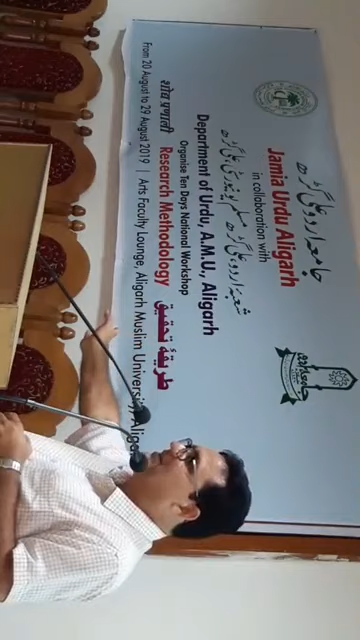 جامعہ اردو علی گڑھ
Jamia Urdu Aligarh
in collaboration with
شعبۂ اردو علی گڑھ مسلم یونیورسٹی علی گڑھ
Department of Urdu, A.M.U., Aligarh
Organise Ten Days National Workshop
शोध प्रणाली Research Methodology طریقۂ تحقیق
From 20 August to 29 August 2019 | Arts Faculty Lounge, Aligarh Muslim University, Aligarh